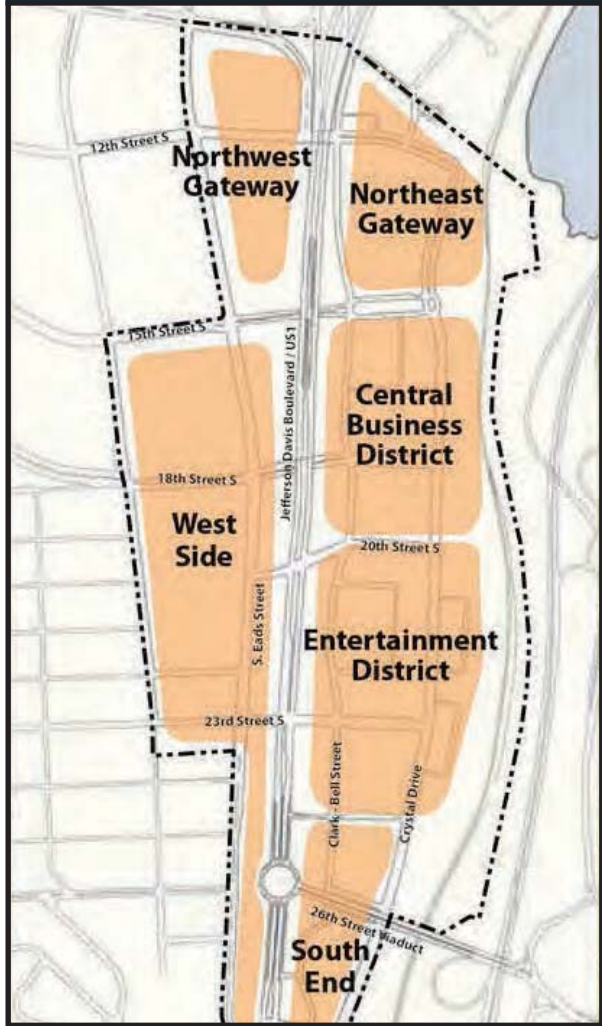 12th Street S
Northwest
Gateway
Northeast
Gateway
15th Street S
Jefferson Davis Boulevard / US1
Central
Business
District
18th Street S
West
Side
20th Street S
S. Eads Street
Entertainment
District
23rd Street S
Clark - Bell Street
Crystal Drive
26th Street Viaduct
South
End